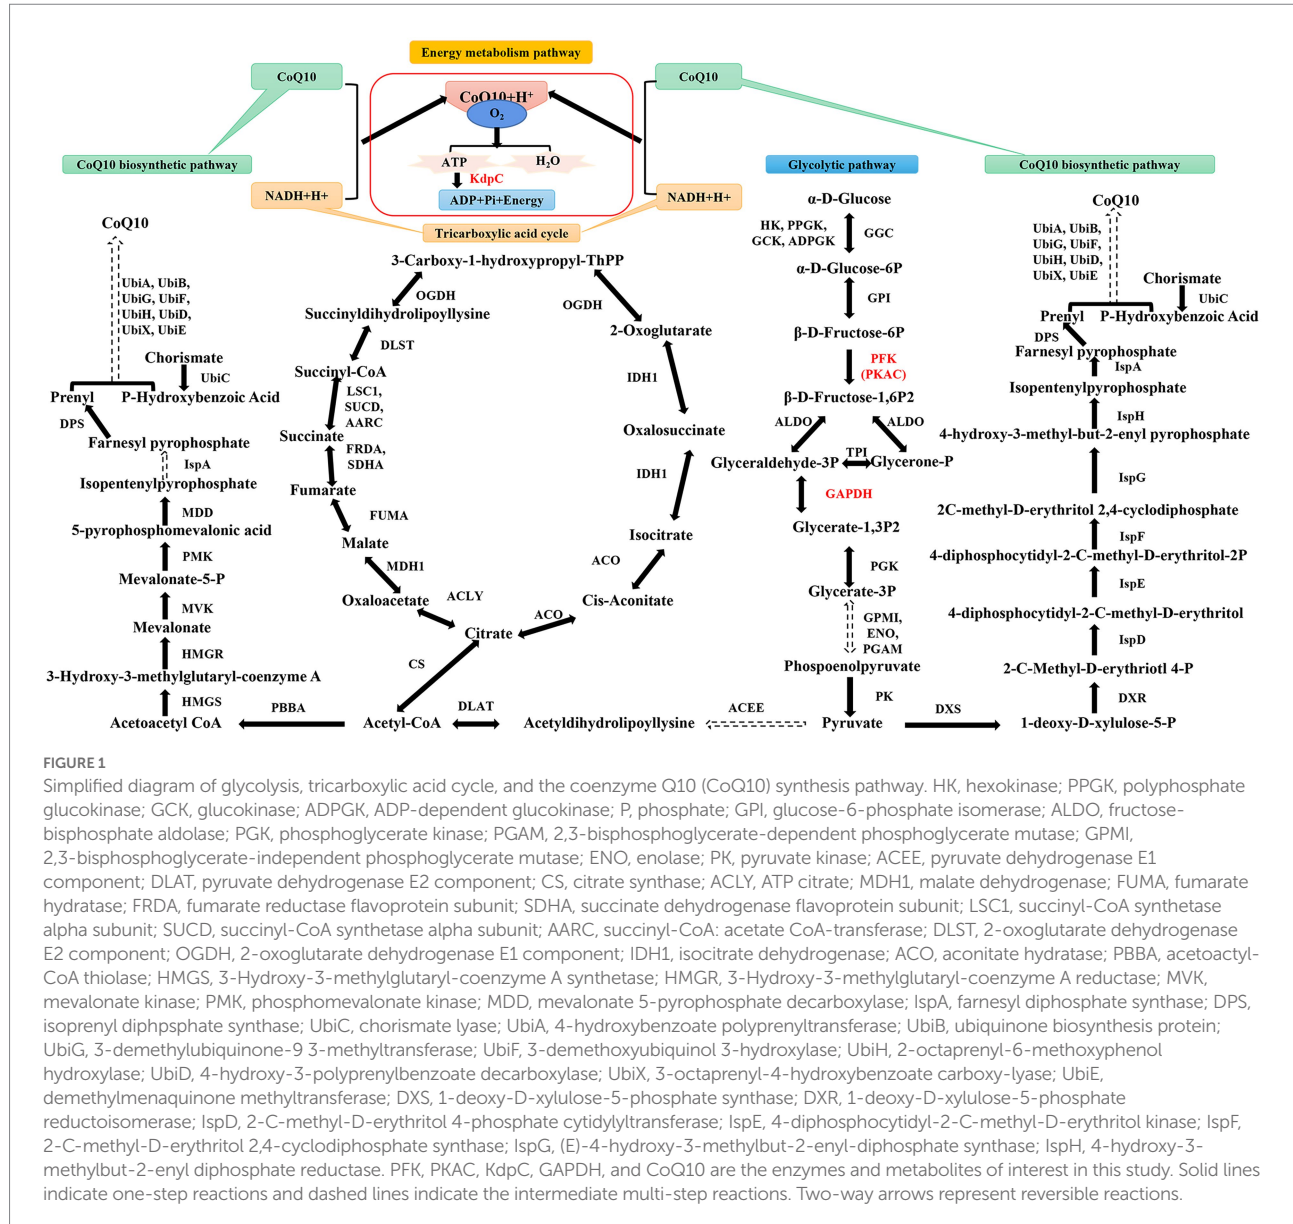 Energy metabolism pathway
CoQ10
CoQ10+H+
O2
ATP
H2O
KdpC
ADP+Pi+Energy
CoQ10
CoQ10 biosynthetic pathway
NADH+H+
NADH+H+
Tricarboxylic acid cycle
Glycolytic pathway
CoQ10 biosynthetic pathway
CoQ10
UbiA, UbiB,
UbiG, UbiF,
UbiH, UbiD,
UbiX, UbiE
Chorismate
UbiC
Prenyl
P-Hydroxybenzoic Acid
DPS
Farnesyl pyrophosphate
IspA
Isopentenylpyrophosphate
MDD
5-pyrophosphomevalonic acid
PMK
Mevalonate-5-P
MVK
Mevalonate
HMGR
3-Hydroxy-3-methylglutaryl-coenzyme A
HMGS
Acetoacetyl CoA
PBBA
Acetyl-CoA
DLAT
Acetyldihydrolipoyllysine
ACEE
Pyruvate
DXS
1-deoxy-D-xylulose-5-P
3-Carboxy-1-hydroxypropyl-ThPP
OGDH
OGDH
Succinyldihydrolipoyllysine
2-Oxoglutarate
DLST
Succinyl-CoA
IDH1
LSC1,
SUCD,
AARC
Succinate
Oxalosuccinate
FRDA,
SDHA
IDH1
Fumarate
FUMA
Isocitrate
Malate
MDH1
ACO
Oxaloacetate
ACLY
Cis-Aconitate
ACO
Citrate
CS
α-D-Glucose
HK, PPGK,
GCK, ADPGK
GGC
α-D-Glucose-6P
GPI
β-D-Fructose-6P
PFK
(PKAC)
β-D-Fructose-1,6P2
ALDO
ALDO
TPI
Glyceraldehyde-3P
Glycerone-P
GAPDH
Glycerate-1,3P2
PGK
Glycerate-3P
GPMI,
ENO,
PGAM
Phospoenolpyruvate
PK
CoQ10
UbiA, UbiB,
UbiG, UbiF,
UbiH, UbiD,
UbiX, UbiE
Chorismate
UbiC
Prenyl
P-Hydroxybenzoic Acid
DPS
Farnesyl pyrophosphate
IspA
Isopentenylpyrophosphate
IspH
4-hydroxy-3-methyl-but-2-enyl pyrophosphate
IspG
2C-methyl-D-erythritol 2,4-cyclodiphosphate
IspF
4-diphosphocytidyl-2-C-methyl-D-erythritol-2P
IspE
4-diphosphocytidyl-2-C-methyl-D-erythritol
IspD
2-C-Methyl-D-erythriotl 4-P
DXR
FIGURE 1
Simplified diagram of glycolysis, tricarboxylic acid cycle, and the coenzyme Q10 (CoQ10) synthesis pathway. HK, hexokinase; PPGK, polyphosphate
glucokinase; GCK, glucokinase; ADPGK, ADP-dependent glucokinase; P, phosphate; GPI, glucose-6-phosphate isomerase; ALDO, fructose-
bisphosphate aldolase; PGK, phosphoglycerate kinase; PGAM, 2,3-bisphosphoglycerate-dependent phosphoglycerate mutase; GPMI,
2,3-bisphosphoglycerate-independent phosphoglycerate mutase; ENO, enolase; PK, pyruvate kinase; ACEE, pyruvate dehydrogenase E1
component; DLAT, pyruvate dehydrogenase E2 component; CS, citrate synthase; ACLY, ATP citrate; MDH1, malate dehydrogenase; FUMA, fumarate
hydratase; FRDA, fumarate reductase flavoprotein subunit; SDHA, succinate dehydrogenase flavoprotein subunit; LSC1, succinyl-CoA synthetase
alpha subunit; SUCD, succinyl-CoA synthetase alpha subunit; AARC, succinyl-CoA: acetate CoA-transferase; DLST, 2-oxoglutarate dehydrogenase
E2 component; OGDH, 2-oxoglutarate dehydrogenase E1 component; IDH1, isocitrate dehydrogenase; ACO, aconitate hydratase; PBBA, acetoactyl-
CoA thiolase; HMGS, 3-Hydroxy-3-methylglutaryl-coenzyme A synthetase; HMGR, 3-Hydroxy-3-methylglutaryl-coenzyme A reductase; MVK,
mevalonate kinase; PMK, phosphomevalonate kinase; MDD, mevalonate 5-pyrophosphate decarboxylase; IspA, farnesyl diphosphate synthase; DPS,
isoprenyl diphpsphate synthase; UbiC, chorismate lyase; UbiA, 4-hydroxybenzoate polyprenyltransferase; UbiB, ubiquinone biosynthesis protein;
UbiG, 3-demethylubiquinone-9 3-methyltransferase; UbiF, 3-demethoxyubiquinol 3-hydroxylase; UbiH, 2-octaprenyl-6-methoxyphenol
hydroxylase; UbiD, 4-hydroxy-3-polyprenylbenzoate decarboxylase; UbiX, 3-octaprenyl-4-hydroxybenzoate carboxy-lyase; UbiE,
demethylmenaquinone methyltransferase; DXS, 1-deoxy-D-xylulose-5-phosphate synthase; DXR, 1-deoxy-D-xylulose-5-phosphate
reductoisomerase; IspD, 2-C-methyl-D-erythritol 4-phosphate cytidylyltransferase; IspE, 4-diphosphocytidyl-2-C-methyl-D-erythritol kinase; IspF,
2-C-methyl-D-erythritol 2,4-cyclodiphosphate synthase; IspG, (E)-4-hydroxy-3-methylbut-2-enyl-diphosphate synthase; IspH, 4-hydroxy-3-
methylbut-2-enyl diphosphate reductase. PFK, PKAC, KdpC, GAPDH, and CoQ10 are the enzymes and metabolites of interest in this study. Solid lines
indicate one-step reactions and dashed lines indicate the intermediate multi-step reactions. Two-way arrows represent reversible reactions.